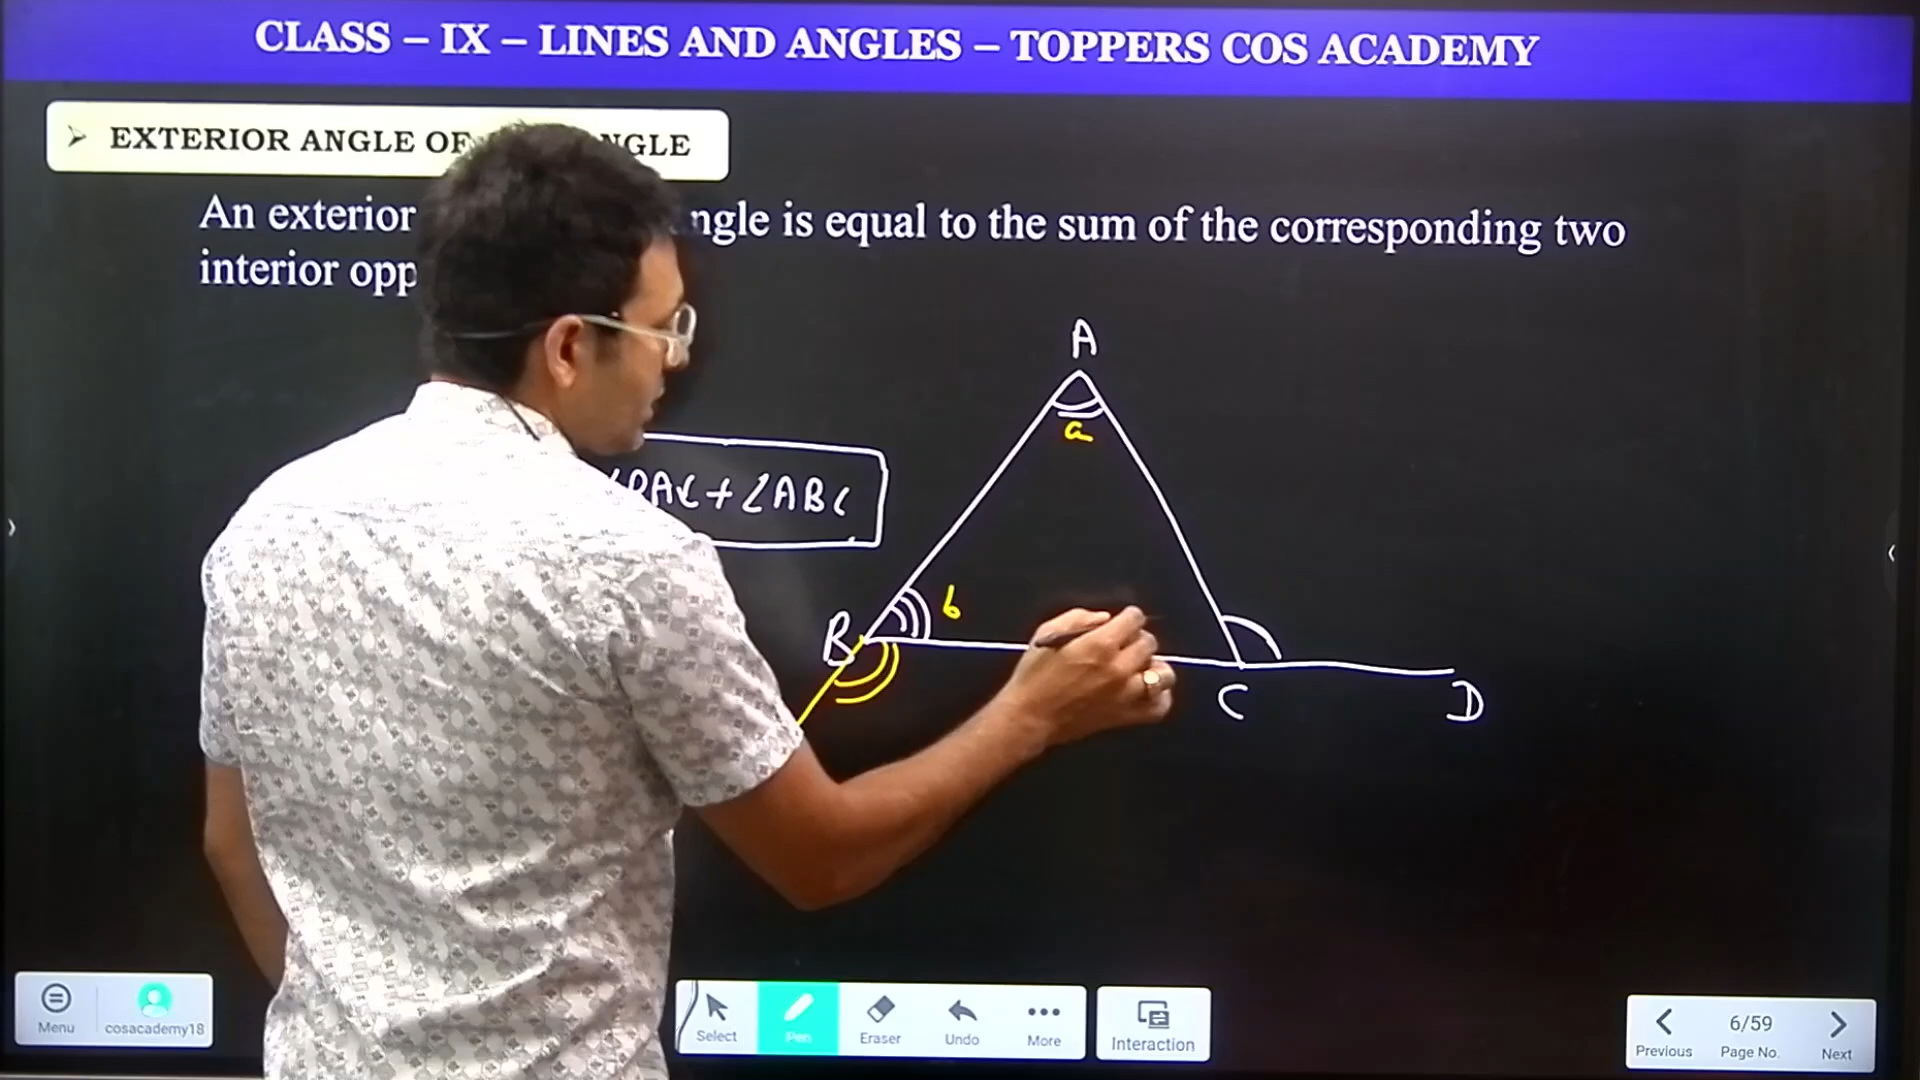 CLASS – IX – LINES AND ANGLES – TOPPERS COS ACADEMY
➢ EXTERIOR ANGLE OF NGLE
An exterior ngle is equal to the sum of the corresponding two
interior opp
A
a
∠BAC + ∠ABC
b
B
C
D
Menu
cosacademy18
Select
Pen
Eraser
Undo
More
Interaction
Previous
6/59
Page No.
Next